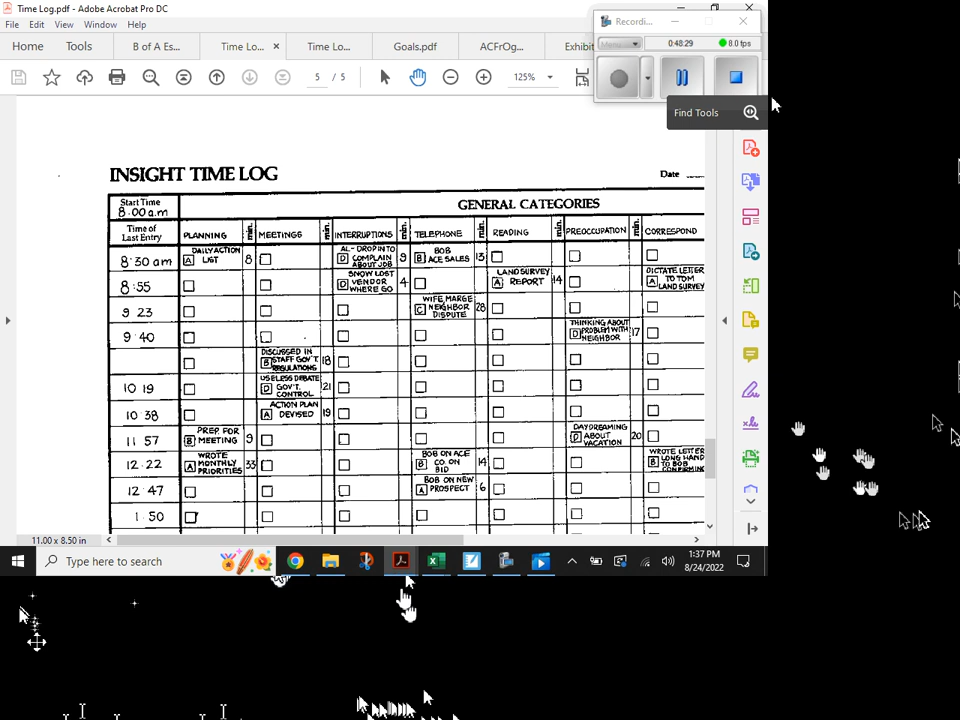 Time Log.pdf - Adobe Acrobat Pro DC
File Edit View Window Help
Recordi...
Menu
0:48:29
8.0 fps
Home Tools B of A Es... Time Lo... × Time Lo... Goals.pdf ACFrOg... Exhibit
5 / 5
125%
Find Tools
INSIGHT TIME LOG
Date
Start Time
8:00 a.m
GENERAL CATEGORIES
Time of
Last Entry
PLANNING min. MEETINGS min. INTERRUPTIONS min. TELEPHONE min. READING min. PREOCCUPATION min. CORRESPOND
8:30 am
A DAILY ACTION LIST 8
D AL-DROP IN TO COMPLAIN ABOUT JOB 9
B BOB ACE SALES 13
8:55
D SNOW LOST VENDOR WHERE GO 4
A LAND SURVEY REPORT 14
A DICTATE LETTER TO TOM LAND SURVEY
9 23
C WIFE, MARGE NEIGHBOR DISPUTE 28
9:40
D THINKING ABOUT PROBLEM WITH NEIGHBOR 17
B DISCUSSED IN STAFF GOV'T. REGULATIONS 18
10 19
D USELESS DEBATE GOV'T. CONTROL 21
10 38
A ACTION PLAN DEVISED 19
11 57
B PREP. FOR MEETING 9
D DAYDREAMING ABOUT VACATION 20
12.22
A WROTE MONTHLY PRIORITIES 33
B BOB ON ACE CO. ON BID 14
B WROTE LETTER LONG HAND TO BOB CONFIRMING
12:47
A BOB ON NEW PROSPECT 6
1.50
11.00 x 8.50 in
Type here to search
1:37 PM
8/24/2022